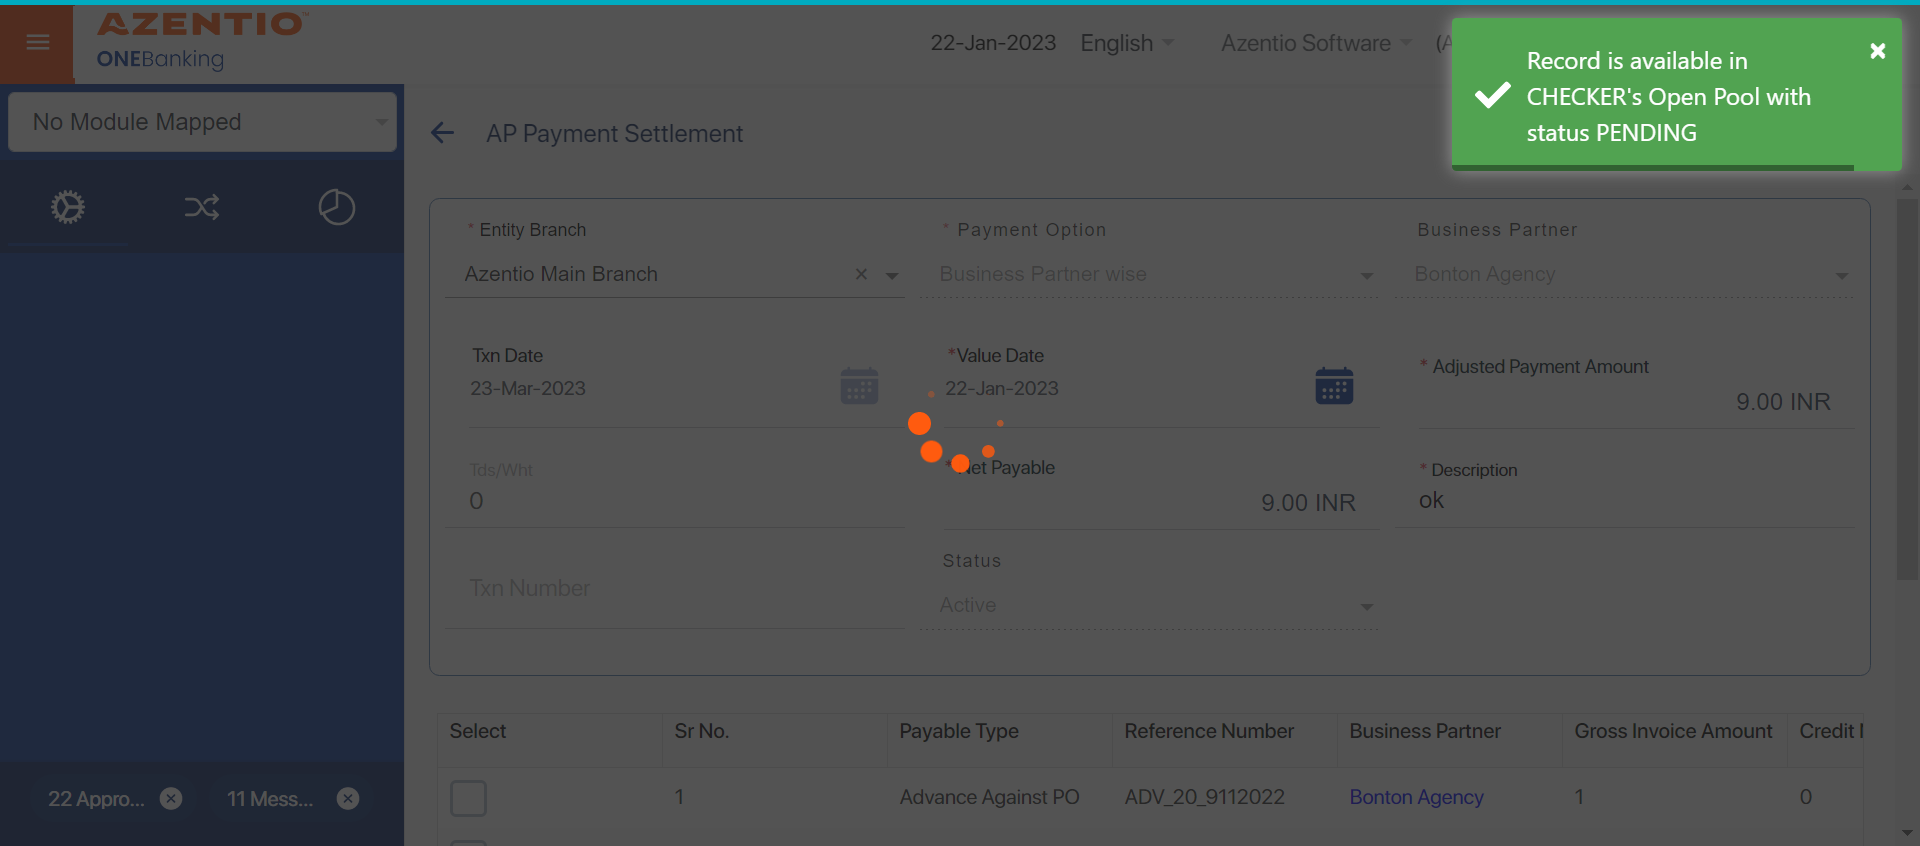 AZENTIO™
ONEBanking
22-Jan-2023
English
Azentio Software
Record is available in
CHECKER's Open Pool with
status PENDING
No Module Mapped
AP Payment Settlement
* Entity Branch
Azentio Main Branch
* Payment Option
Business Partner wise
Business Partner
Bonton Agency
Txn Date
23-Mar-2023
*Value Date
22-Jan-2023
* Adjusted Payment Amount
9.00 INR
Tds/Wht
0
* Net Payable
9.00 INR
* Description
ok
Txn Number
Status
Active
Select Sr No. Payable Type Reference Number Business Partner Gross Invoice Amount Credit
1 Advance Against PO ADV_20_9112022 Bonton Agency 1 0
22 Appro... 11 Mess...